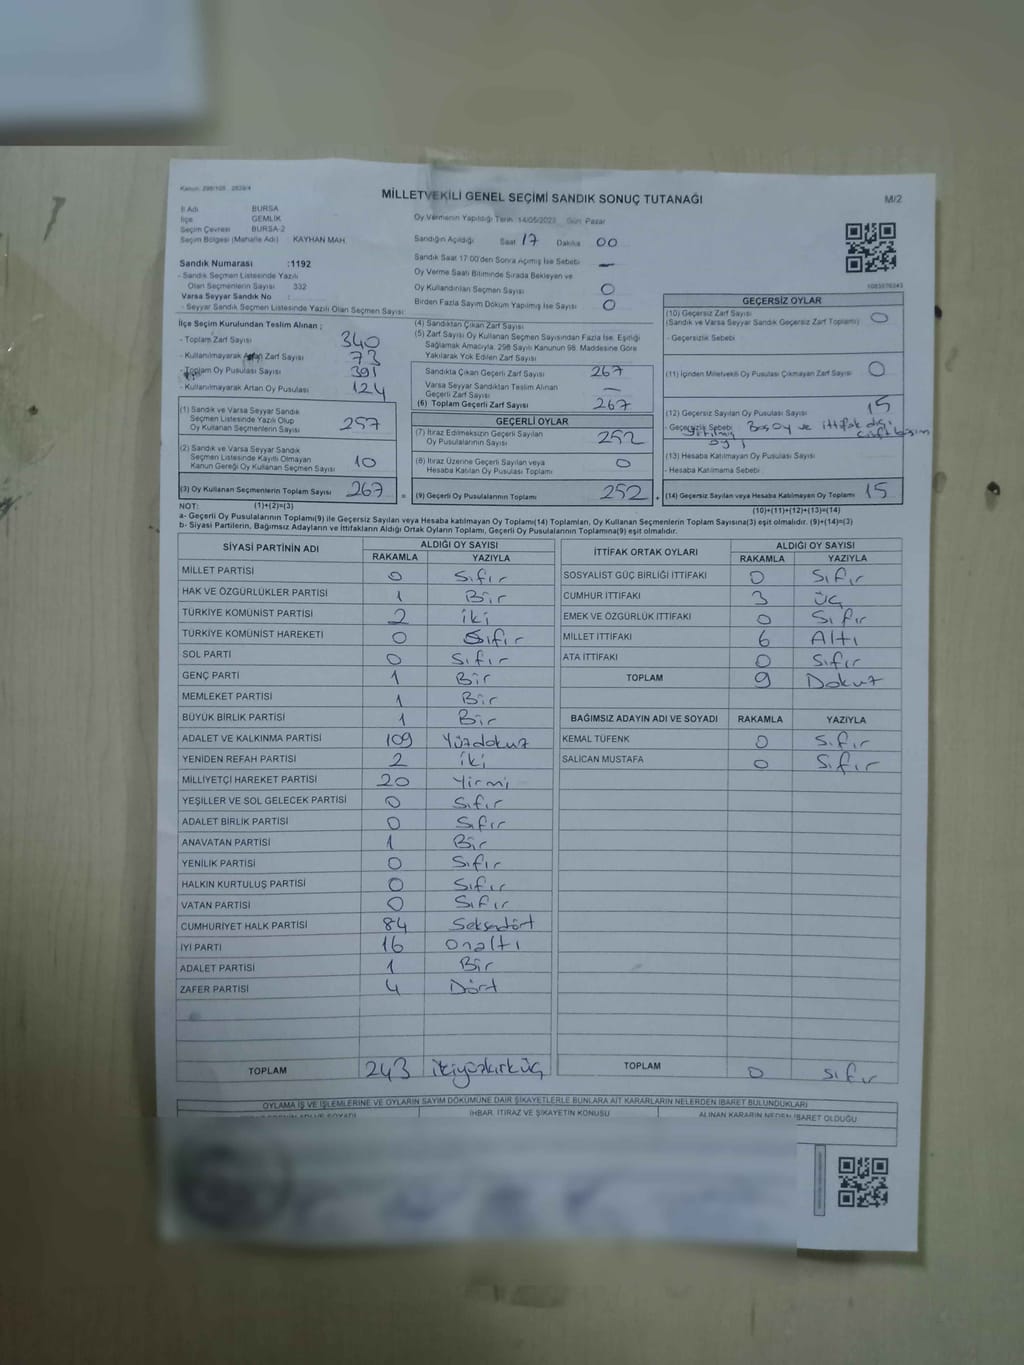 Kanun: 298/105 , 2839/4
MİLLETVEKİLİ GENEL SEÇİMİ SANDIK SONUÇ TUTANAĞI
M/2
İl Adı BURSA
İlçe GEMLİK
Seçim Çevresi BURSA-2
Seçim Bölgesi (Mahalle Adı) KAYHAN MAH.
Oy Vermenin Yapıldığı Tarih 14/05/2023 Gün: Pazar
Sandığın Açıldığı Saat 17 Dakika 00
Sandık Saat 17:00'den Sonra Açmış İse Sebebi –
Oy Verme Saati Bitiminde Sırada Bekleyen ve
Oy Kullandırılan Seçmen Sayısı 0
Birden Fazla Sayım Döküm Yapılmış İse Sayısı 0
Sandık Numarası :1192
- Sandık Seçmen Listesinde Yazılı
Olan Seçmenlerin Sayısı 332
Varsa Seyyar Sandık No :
- Seyyar Sandık Seçmen Listesinde Yazılı Olan Seçmen Sayısı:
İlçe Seçim Kurulundan Teslim Alınan ;
- Toplam Zarf Sayısı 340
- Kullanılmayarak Artan Zarf Sayısı 73
- Toplam Oy Pusulası Sayısı 391
- Kullanılmayarak Artan Oy Pusulası 124
(1) Sandık ve Varsa Seyyar Sandık
Seçmen Listesinde Yazılı Olup
Oy Kullanan Seçmenlerin Sayısı 257
(2) Sandık ve Varsa Seyyar Sandık
Seçmen Listesinde Kayıtlı Olmayan
Kanun Gereği Oy Kullanan Seçmen Sayısı 10
(3) Oy Kullanan Seçmenlerin Toplam Sayısı 267
(1)+(2)=(3)
(4) Sandıktan Çıkan Zarf Sayısı
(5) Zarf Sayısı Oy Kullanan Seçmen Sayısından Fazla İse, Eşitliği
Sağlamak Amacıyla, 298 Sayılı Kanunun 98. Maddesine Göre
Yakılarak Yok Edilen Zarf Sayısı
Sandıkta Çıkan Geçerli Zarf Sayısı 267
Varsa Seyyar Sandıktan Teslim Alınan
Geçerli Zarf Sayısı –
(6) Toplam Geçerli Zarf Sayısı 267
GEÇERLİ OYLAR
(7) İtiraz Edilmeksizin Geçerli Sayılan
Oy Pusulalarının Sayısı 252
(8) İtiraz Üzerine Geçerli Sayılan veya
Hesaba Katılan Oy Pusulası Toplamı 0
= (9) Geçerli Oy Pusulalarının Toplamı 252
1083976343
GEÇERSİZ OYLAR
(10) Geçersiz Zarf Sayısı
(Sandık ve Varsa Seyyar Sandık Geçersiz Zarf Toplamı) 0
- Geçersizlik Sebebi
(11) İçinden Milletvekili Oy Pusulası Çıkmayan Zarf Sayısı 0
(12) Geçersiz Sayılan Oy Pusulası Sayısı 15
- Geçersizlik Sebebi Boş Oy ve ittifak dışı
yırtılmış çift basım
oy
(13) Hesaba Katılmayan Oy Pusulası Sayısı
- Hesaba Katılmama Sebebi
+ (14) Geçersiz Sayılan veya Hesaba Katılmayan Oy Toplamı 15
(10)+(11)+(12)+(13)=(14)
NOT:
a- Geçerli Oy Pusulalarının Toplamı(9) ile Geçersiz Sayılan veya Hesaba katılmayan Oy Toplamı(14) Toplamları, Oy Kullanan Seçmenlerin Toplam Sayısına(3) eşit olmalıdır. (9)+(14)=(3)
b- Siyasi Partilerin, Bağımsız Adayların ve İttifakların Aldığı Ortak Oyların Toplamı, Geçerli Oy Pusulalarının Toplamına(9) eşit olmalıdır.
SİYASİ PARTİNİN ADI ALDIĞI OY SAYISI
RAKAMLA YAZIYLA
MİLLET PARTİSİ 0 Sıfır
HAK VE ÖZGÜRLÜKLER PARTİSİ 1 Bir
TÜRKİYE KOMÜNİST PARTİSİ 2 iki
TÜRKİYE KOMÜNİST HAREKETİ 0 Sıfır
SOL PARTİ 0 Sıfır
GENÇ PARTİ 1 Bir
MEMLEKET PARTİSİ 1 Bir
BÜYÜK BİRLİK PARTİSİ 1 Bir
ADALET VE KALKINMA PARTİSİ 109 Yüzdokuz
YENİDEN REFAH PARTİSİ 2 iki
MİLLİYETÇİ HAREKET PARTİSİ 20 Yirmi
YEŞİLLER VE SOL GELECEK PARTİSİ 0 Sıfır
ADALET BİRLİK PARTİSİ 0 Sıfır
ANAVATAN PARTİSİ 1 Bir
YENİLİK PARTİSİ 0 Sıfır
HALKIN KURTULUŞ PARTİSİ 0 Sıfır
VATAN PARTİSİ 0 Sıfır
CUMHURİYET HALK PARTİSİ 84 Seksendört
İYİ PARTİ 16 Onaltı
ADALET PARTİSİ 1 Bir
ZAFER PARTİSİ 4 Dört
TOPLAM 243 ikiyüzkırküç
İTTİFAK ORTAK OYLARI ALDIĞI OY SAYISI
RAKAMLA YAZIYLA
SOSYALİST GÜÇ BİRLİĞİ İTTİFAKI 0 Sıfır
CUMHUR İTTİFAKI 3 üç
EMEK VE ÖZGÜRLÜK İTTİFAKI 0 Sıfır
MİLLET İTTİFAKI 6 Altı
ATA İTTİFAKI 0 Sıfır
TOPLAM 9 Dokuz
BAĞIMSIZ ADAYIN ADI VE SOYADI RAKAMLA YAZIYLA
KEMAL TÜFENK 0 Sıfır
SALİCAN MUSTAFA 0 Sıfır
TOPLAM 0 sıfır
OYLAMA İŞ VE İŞLEMLERİNE VE OYLARIN SAYIM DÖKÜMÜNE DAİR ŞİKAYETLERLE BUNLARA AİT KARARLARIN NELERDEN İBARET BULUNDUKLARI
İHBAR, İTİRAZ VE ŞİKAYETİN KONUSU
ALINAN KARARIN NEDEN İBARET OLDUĞU